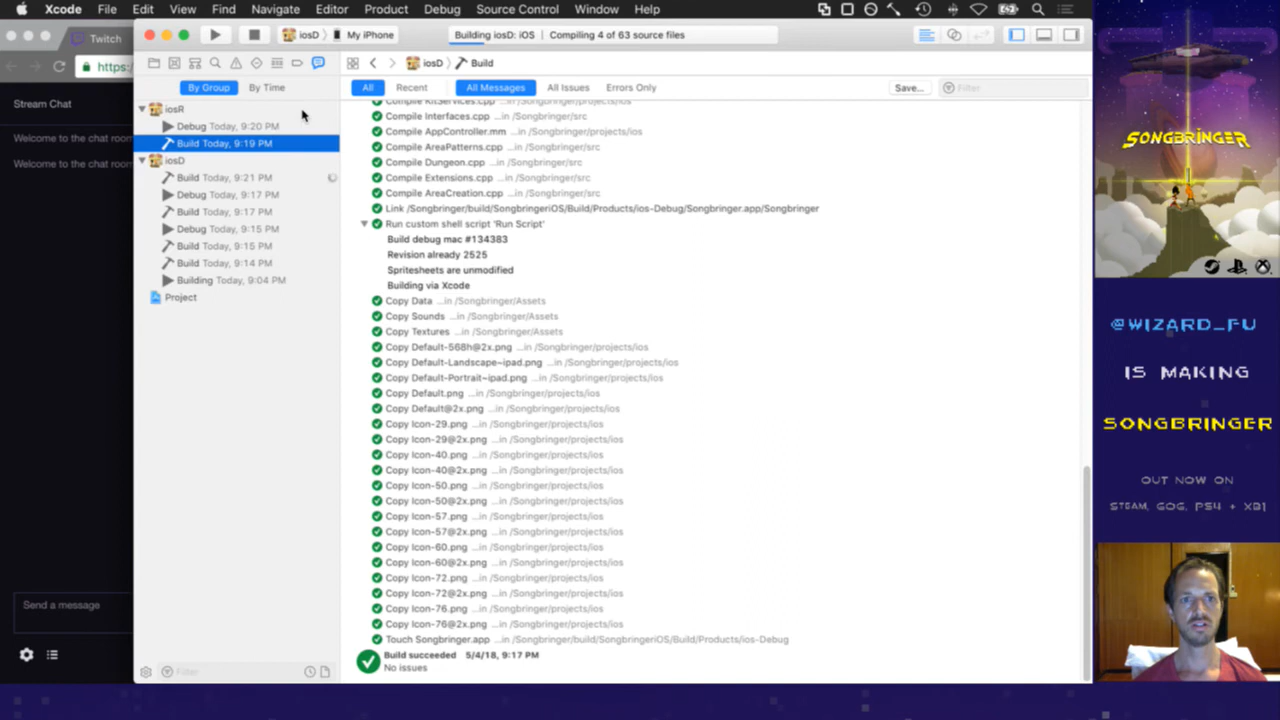 Xcode File Edit View Find Navigate Editor Product Debug Source Control Window Help
Twitch
https:
Stream Chat
Welcome to the chat room
Welcome to the chat room
Send a message
iosD My iPhone
Building iosD: iOS | Compiling 4 of 63 source files
iosD Build
By Group By Time
All Recent All Messages All Issues Errors Only Save... Filter
iosR
Debug Today, 9:20 PM
Build Today, 9:19 PM
iosD
Build Today, 9:21 PM
Debug Today, 9:17 PM
Build Today, 9:17 PM
Debug Today, 9:15 PM
Build Today, 9:15 PM
Build Today, 9:14 PM
Building Today, 9:04 PM
Project
Filter
Compile KitServices.cpp ...in /Songbringer/projects/ios
Compile Interfaces.cpp ...in /Songbringer/src
Compile AppController.mm ...in /Songbringer/projects/ios
Compile AreaPatterns.cpp ...in /Songbringer/src
Compile Dungeon.cpp ...in /Songbringer/src
Compile Extensions.cpp ...in /Songbringer/src
Compile AreaCreation.cpp ...in /Songbringer/src
Link /Songbringer/build/SongbringeriOS/Build/Products/ios-Debug/Songbringer.app/Songbringer
Run custom shell script 'Run Script'
Build debug mac #134383
Revision already 2525
Spritesheets are unmodified
Building via Xcode
Copy Data ...in /Songbringer/Assets
Copy Sounds ...in /Songbringer/Assets
Copy Textures ...in /Songbringer/Assets
Copy Default-568h@2x.png ...in /Songbringer/projects/ios
Copy Default-Landscape~ipad.png ...in /Songbringer/projects/ios
Copy Default-Portrait~ipad.png ...in /Songbringer/projects/ios
Copy Default.png ...in /Songbringer/projects/ios
Copy Default@2x.png ...in /Songbringer/projects/ios
Copy Icon-29.png ...in /Songbringer/projects/ios
Copy Icon-29@2x.png ...in /Songbringer/projects/ios
Copy Icon-40.png ...in /Songbringer/projects/ios
Copy Icon-40@2x.png ...in /Songbringer/projects/ios
Copy Icon-50.png ...in /Songbringer/projects/ios
Copy Icon-50@2x.png ...in /Songbringer/projects/ios
Copy Icon-57.png ...in /Songbringer/projects/ios
Copy Icon-57@2x.png ...in /Songbringer/projects/ios
Copy Icon-60.png ...in /Songbringer/projects/ios
Copy Icon-60@2x.png ...in /Songbringer/projects/ios
Copy Icon-72.png ...in /Songbringer/projects/ios
Copy Icon-72@2x.png ...in /Songbringer/projects/ios
Copy Icon-76.png ...in /Songbringer/projects/ios
Copy Icon-76@2x.png ...in /Songbringer/projects/ios
Touch Songbringer.app ...in /Songbringer/build/SongbringeriOS/Build/Products/ios-Debug
Build succeeded 5/4/18, 9:17 PM
No issues
SONGBRINGER
@WIZARD_FU
IS MAKING
SONGBRINGER
OUT NOW ON
STEAM, GOG, PS4 + XB1